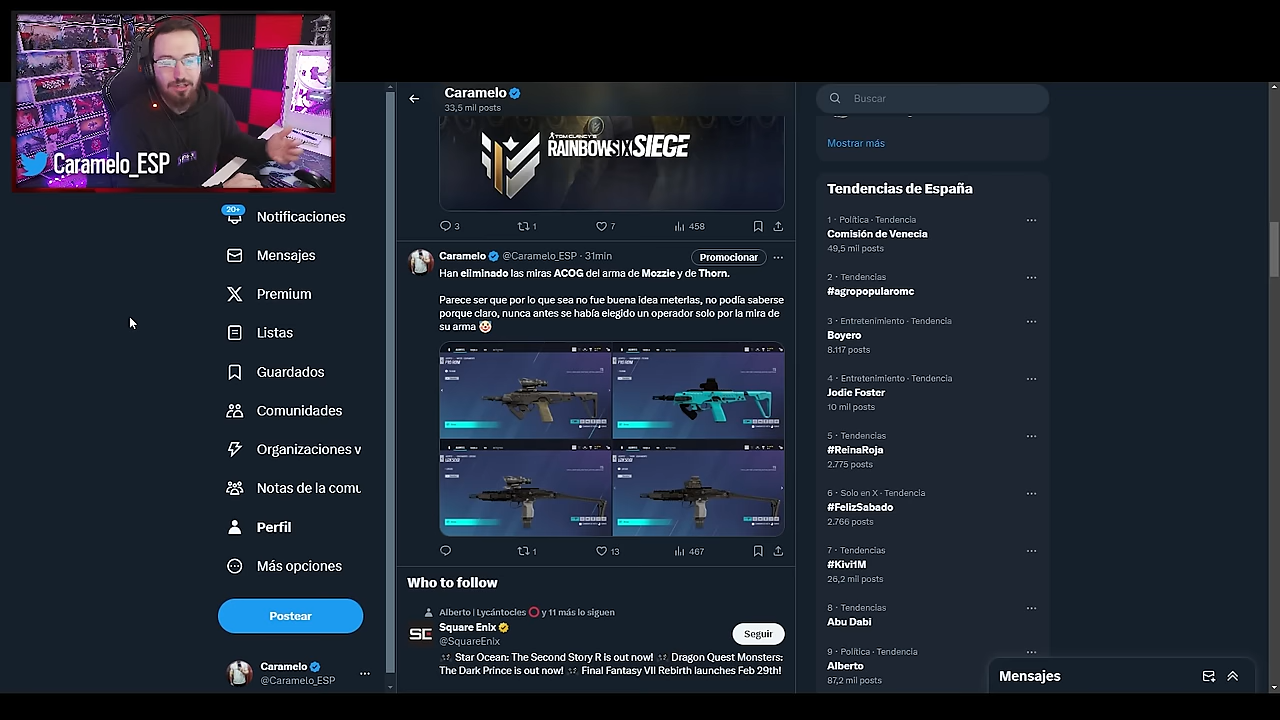 Caramelo_ESP
Caramelo
33,5 mil posts
TOM CLANCY'S
RAINBOWSIXSIEGE
3
1
7
458
Caramelo @Caramelo_ESP · 31min
Promocionar
Han eliminado las miras ACOG del arma de Mozzie y de Thorn.
Parece ser que por lo que sea no fue buena idea meterlas, no podía saberse
porque claro, nunca antes se había elegido un operador solo por la mira de
su arma 🤡
1
13
467
Who to follow
Alberto | Lycántocles ⭕ y 11 más lo siguen
Square Enix
@SquareEnix
SE
Seguir
Star Ocean: The Second Story R is out now! Dragon Quest Monsters:
The Dark Prince is out now! Final Fantasy VII Rebirth launches Feb 29th!
20+
Notificaciones
Mensajes
Premium
Listas
Guardados
Comunidades
Organizaciones v
Notas de la comu
Perfil
Más opciones
Postear
Caramelo
@Caramelo_ESP
Buscar
Mostrar más
Tendencias de España
1 · Política · Tendencia
Comisión de Venecia
49,5 mil posts
2 · Tendencias
#agropopularomc
3 · Entretenimiento · Tendencia
Boyero
8.117 posts
4 · Entretenimiento · Tendencia
Jodie Foster
10 mil posts
5 · Tendencias
#ReinaRoja
2.775 posts
6 · Solo en X · Tendencia
#FelizSabado
2.766 posts
7 · Tendencias
#Kivi1M
26,2 mil posts
8 · Tendencias
Abu Dabi
9 · Política · Tendencia
Alberto
87,2 mil posts
Mensajes